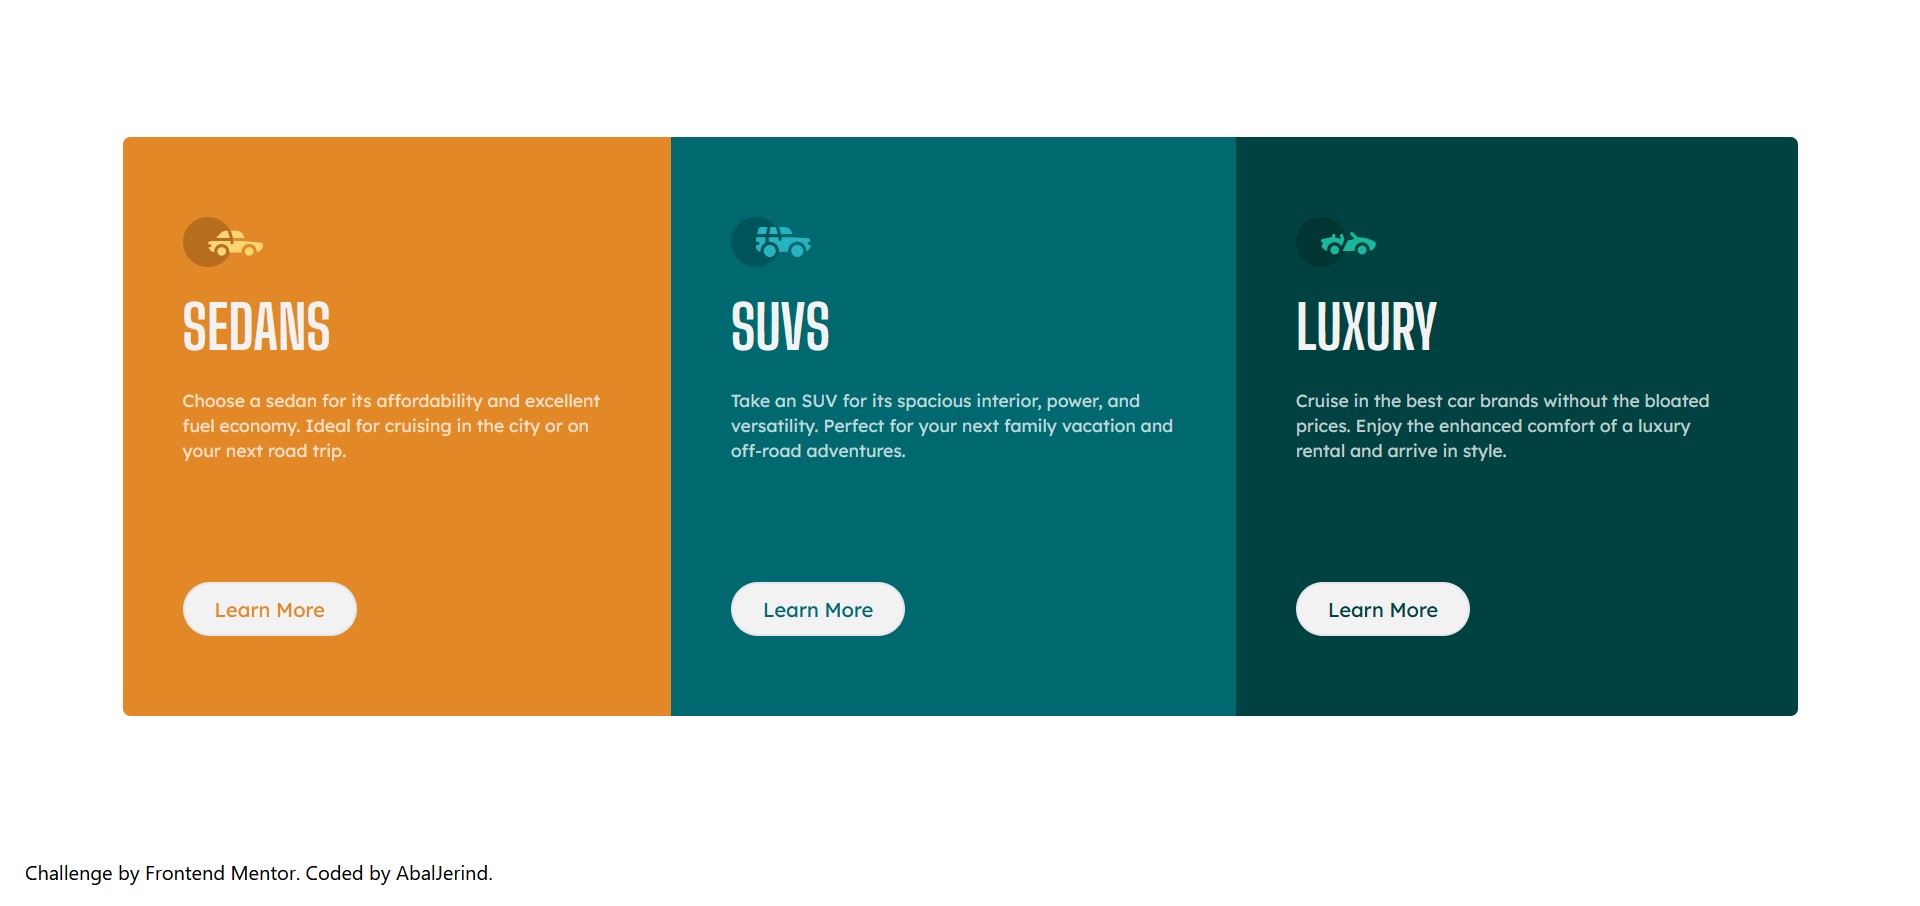 SEDANS
Choose a sedan for its affordability and excellent
fuel economy. Ideal for cruising in the city or on
your next road trip.
Learn More
SUVS
Take an SUV for its spacious interior, power, and
versatility. Perfect for your next family vacation and
off-road adventures.
Learn More
LUXURY
Cruise in the best car brands without the bloated
prices. Enjoy the enhanced comfort of a luxury
rental and arrive in style.
Learn More
Challenge by Frontend Mentor. Coded by AbalJerind.